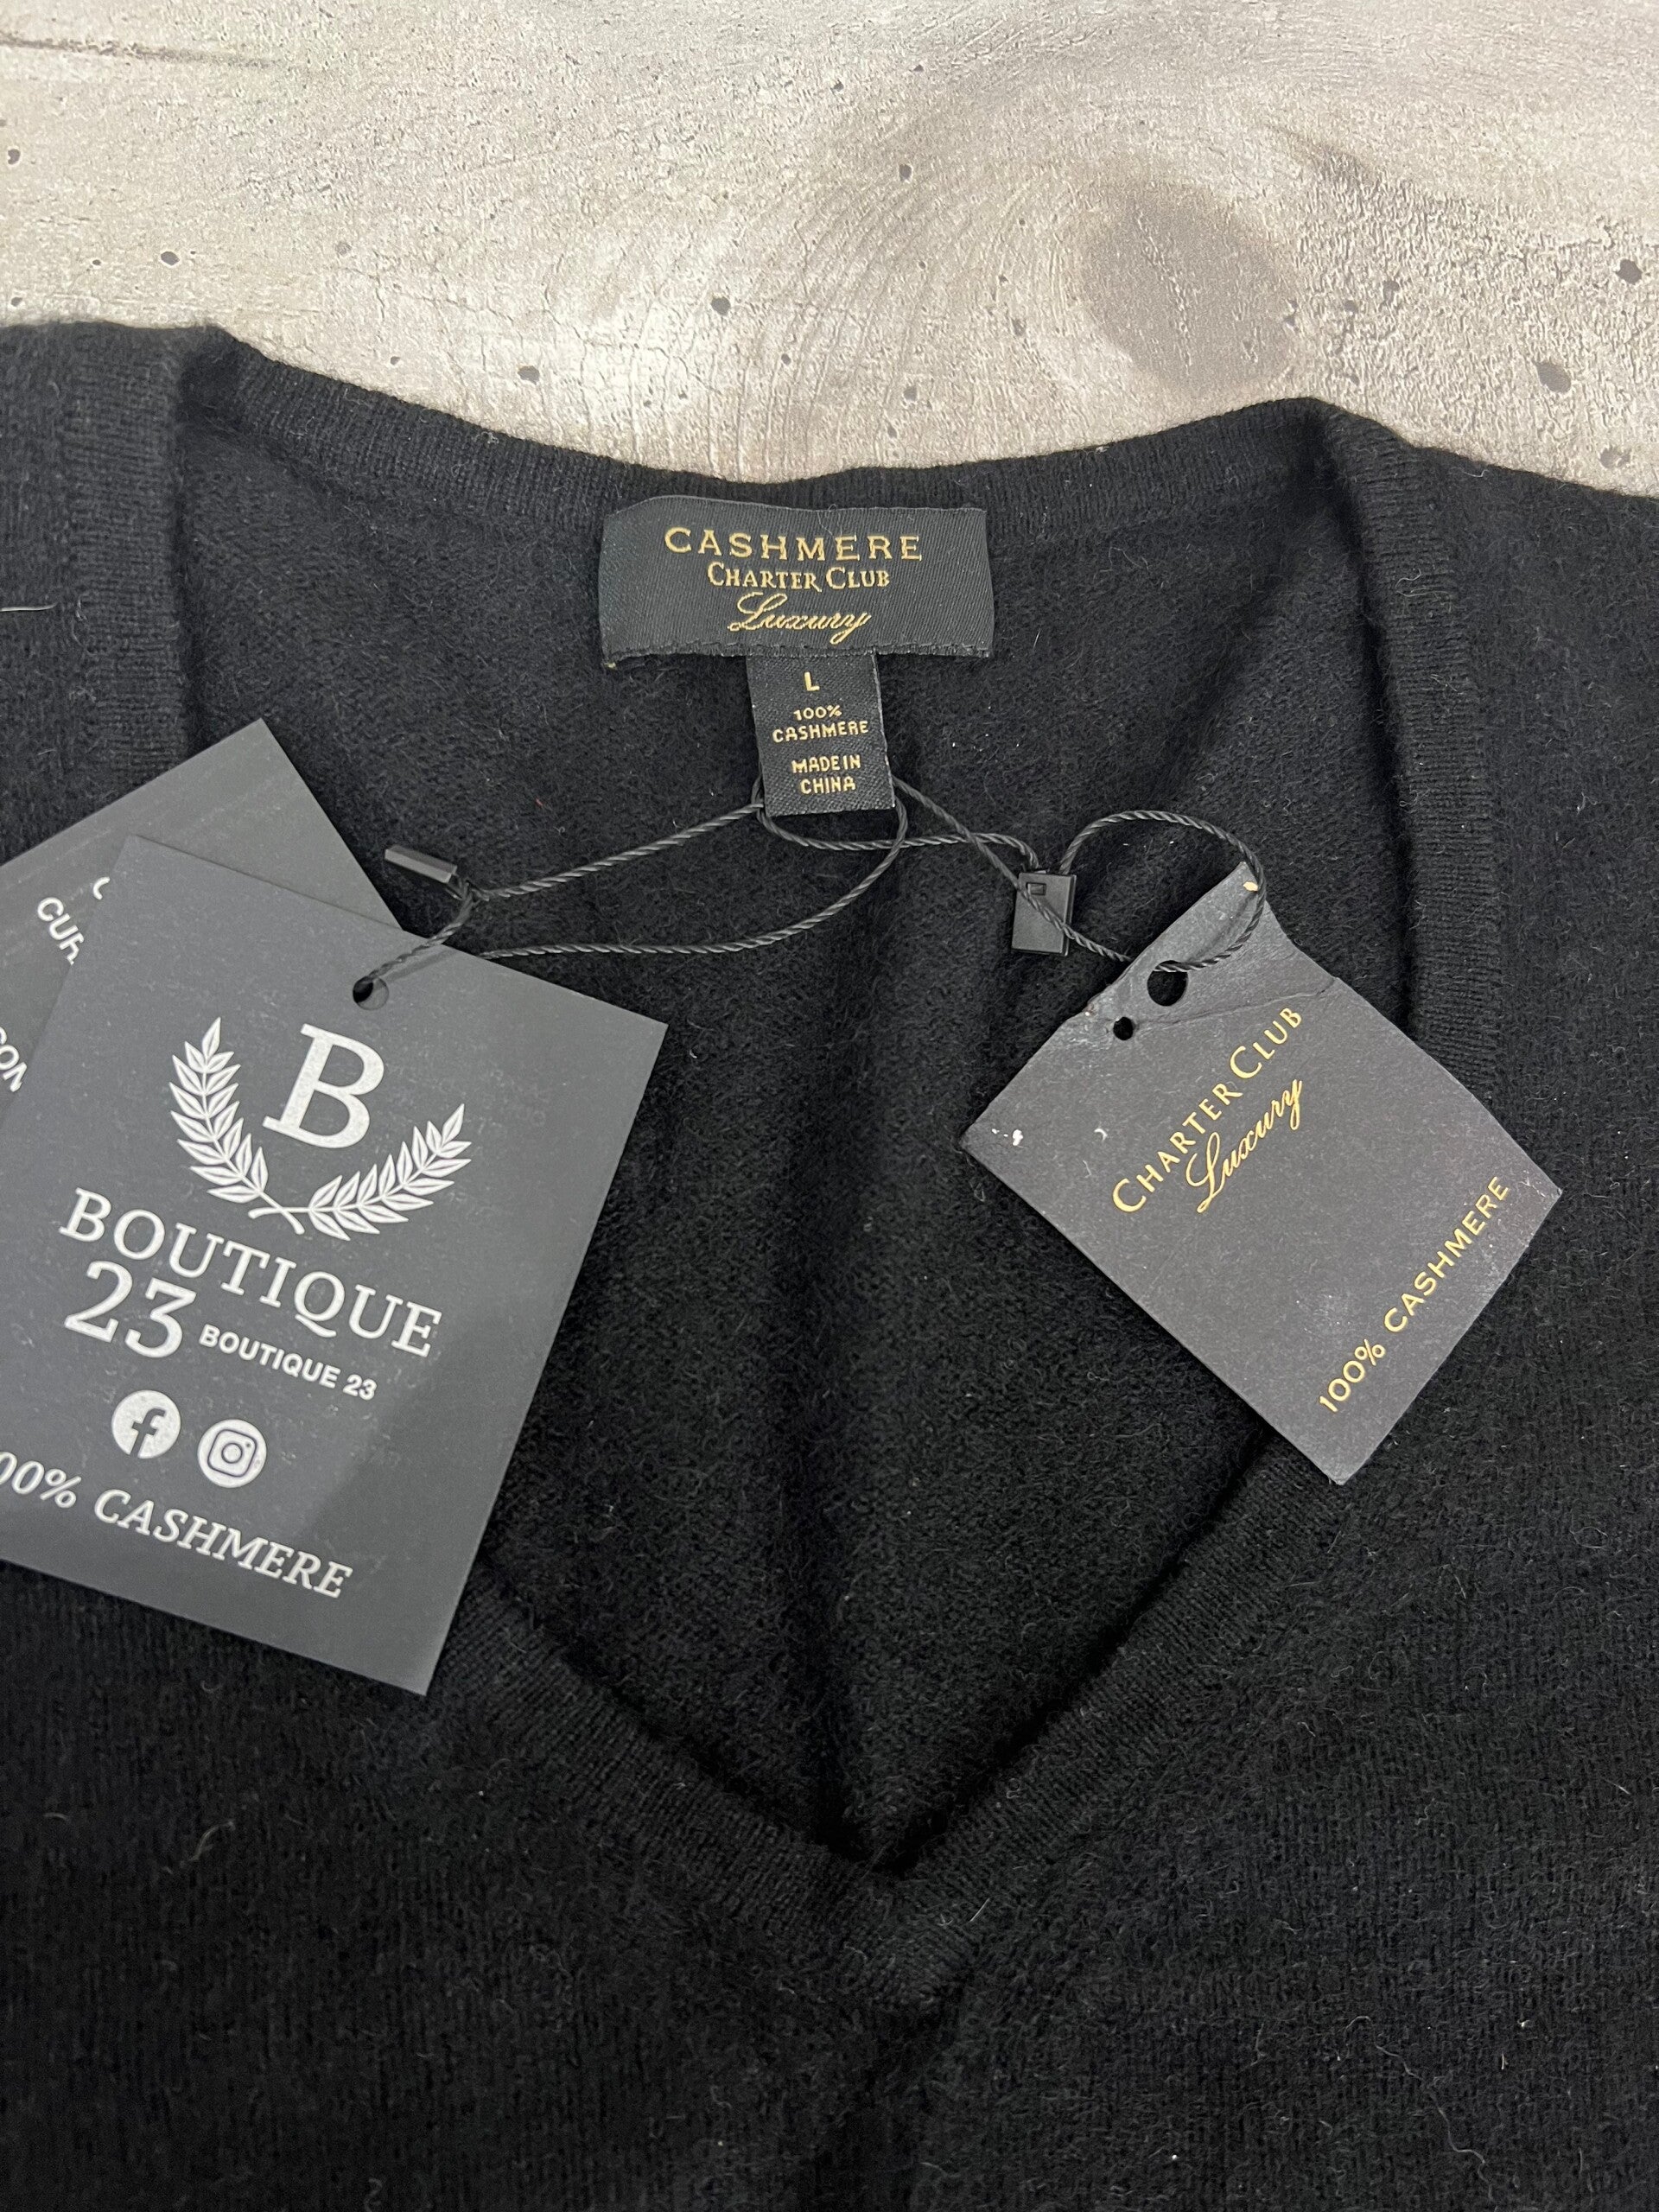 CASHMERE
CHARTER CLUB
Luxury
L
100%
CASHMERE
MADE IN
CHINA
B
BOUTIQUE
23 BOUTIQUE 23
CASHMERE
CHARTER CLUB
Luxury
100% CASHMERE